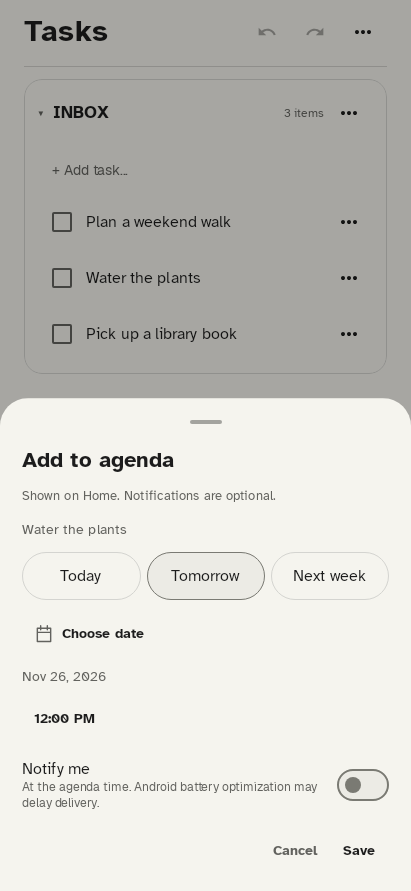 Tasks
INBOX 3 items
+ Add task...
Plan a weekend walk
Water the plants
Pick up a library book
Add to agenda
Shown on Home. Notifications are optional.
Water the plants
Today Tomorrow Next week
Choose date
Nov 26, 2026
12:00 PM
Notify me
At the agenda time. Android battery optimization may
delay delivery.
Cancel Save